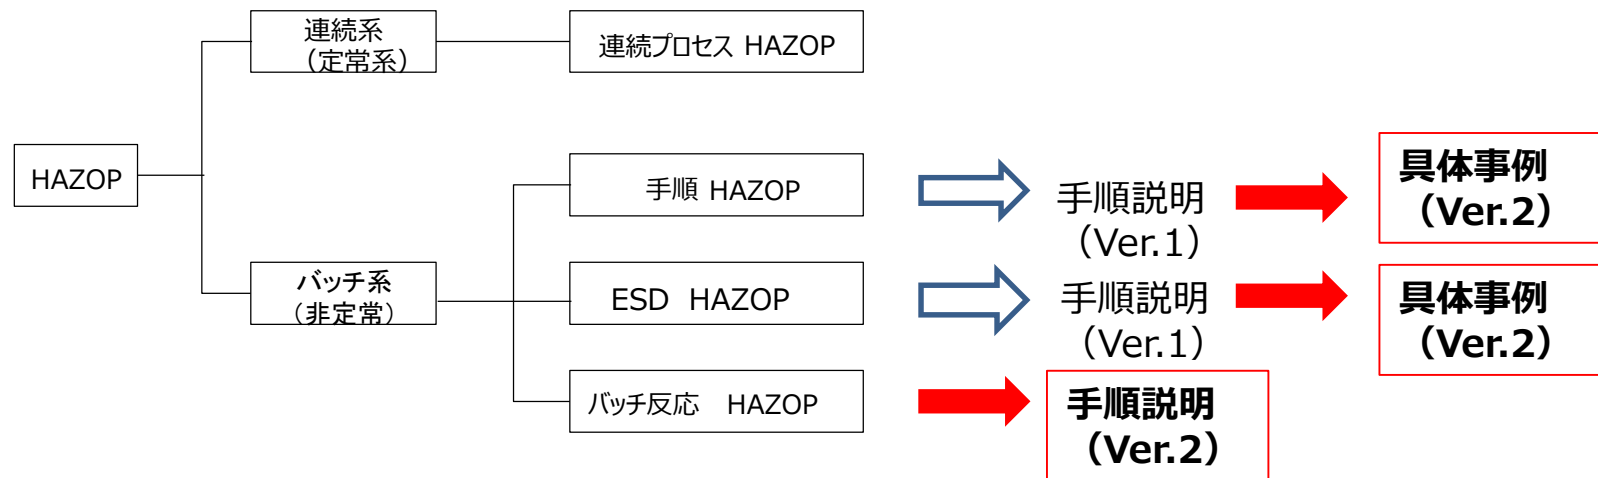 連続系
（定常系）
連続プロセス HAZOP
HAZOP
手順 HAZOP
手順説明
（Ver.1）
具体事例
（Ver.2）
バッチ系
（非定常）
ESD HAZOP
手順説明
（Ver.1）
具体事例
（Ver.2）
バッチ反応 HAZOP
手順説明
（Ver.2）